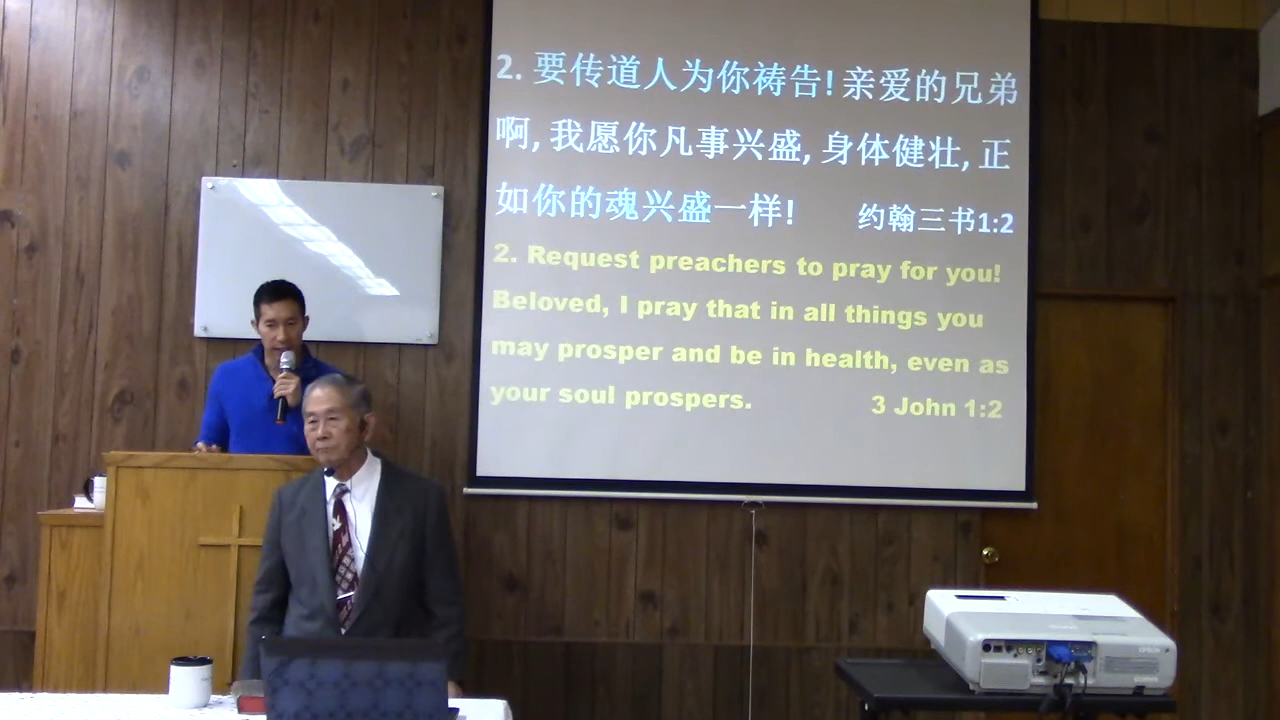 2. 要传道人为你祷告! 亲爱的兄弟
啊, 我愿你凡事兴盛, 身体健壮, 正
如你的魂兴盛一样! 约翰三书1:2
2. Request preachers to pray for you!
Beloved, I pray that in all things you
may prosper and be in health, even as
your soul prospers. 3 John 1:2
EPSON